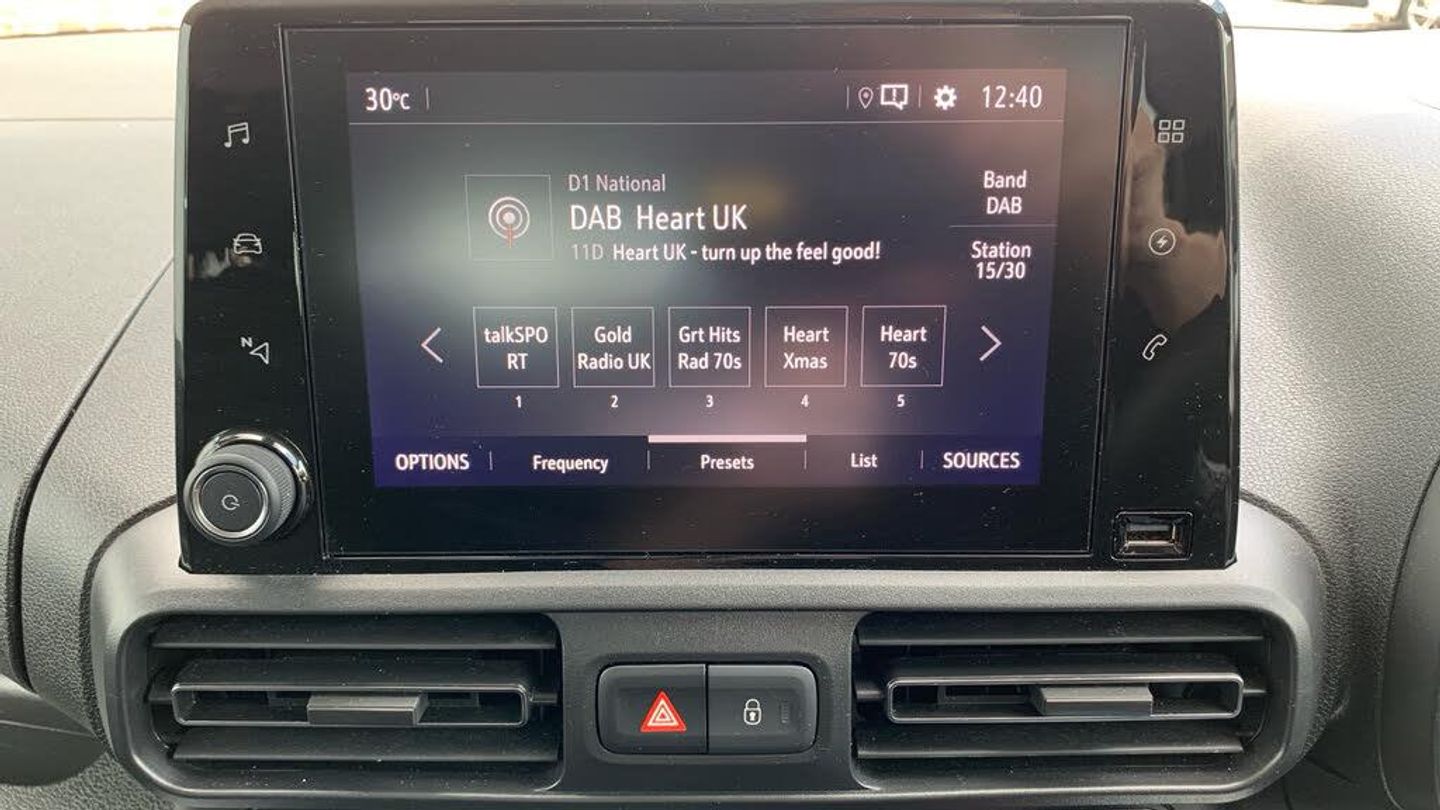 30°C
12:40
D1 National
DAB Heart UK
11D Heart UK - turn up the feel good!
Band
DAB
Station
15/30
talkSPO
RT
Gold
Radio UK
Grt Hits
Rad 70s
Heart
Xmas
Heart
70s
1
2
3
4
5
OPTIONS
Frequency
Presets
List
SOURCES
N